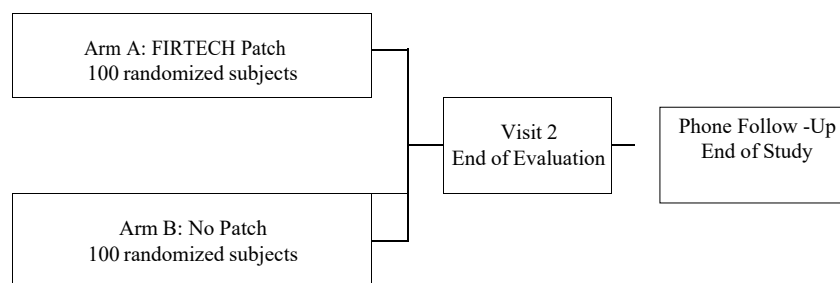 Arm A: FIRTECH Patch
100 randomized subjects
Visit 2
End of Evaluation
Phone Follow -Up
End of Study
Arm B: No Patch
100 randomized subjects